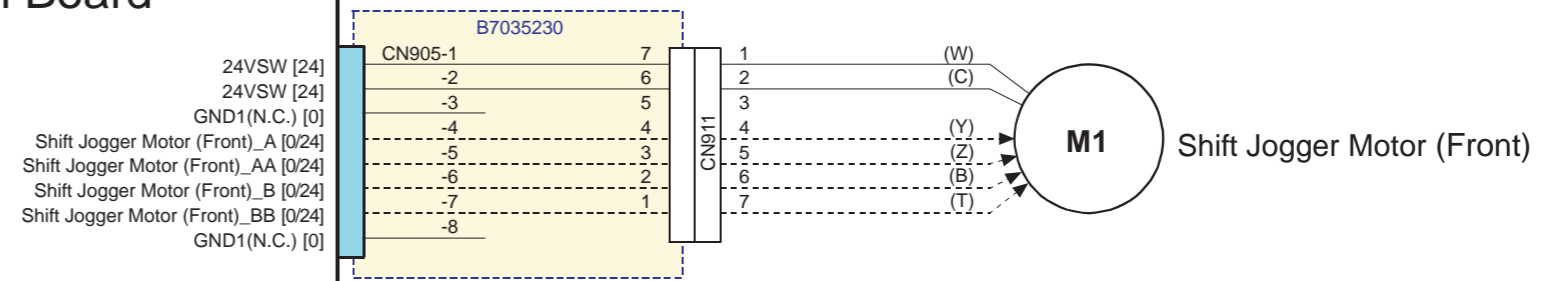 Board
B7035230
24VSW [24] CN905-1 7 1 (W)
24VSW [24] -2 6 2 (C)
GND1(N.C.) [0] -3 5 3
Shift Jogger Motor (Front)_A [0/24] -4 4 4 (Y)
Shift Jogger Motor (Front)_AA [0/24] -5 3 5 (Z)
Shift Jogger Motor (Front)_B [0/24] -6 2 6 (B)
Shift Jogger Motor (Front)_BB [0/24] -7 1 7 (T)
GND1(N.C.) [0] -8
CN911
M1
Shift Jogger Motor (Front)